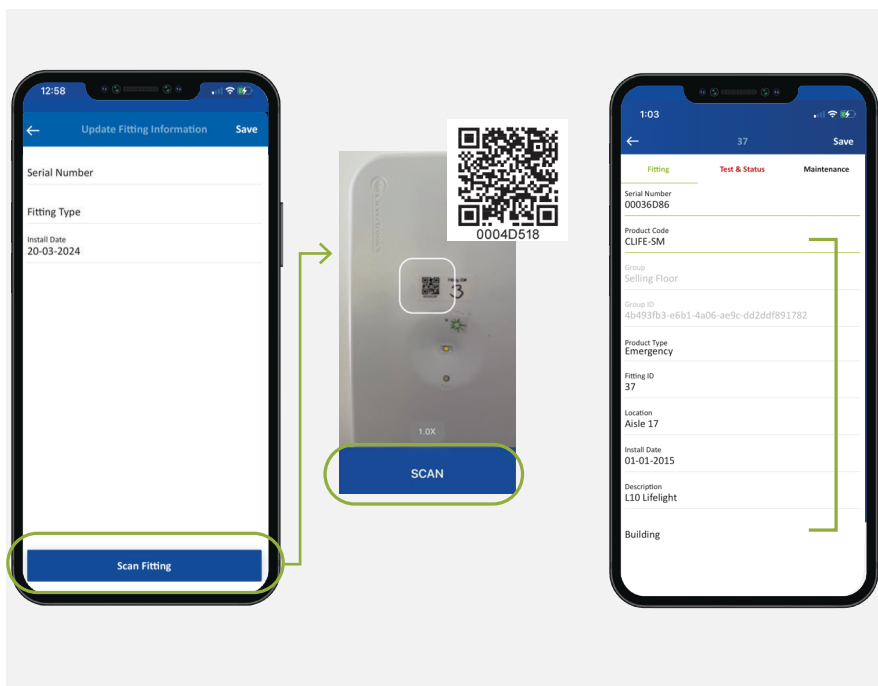 12:58
Update Fitting Information
Save
Serial Number
Fitting Type
Install Date
20-03-2024
Scan Fitting
0004D518
3
1.0X
SCAN
1:03
37
Save
Fitting
Test & Status
Maintenance
Serial Number
00036D86
Product Code
CLIFE-SM
Group
Selling Floor
Group ID
4b493fb3-e6b1-4a06-ae9c-dd2ddf891782
Product Type
Emergency
Fitting ID
37
Location
Aisle 17
Install Date
01-01-2015
Description
L10 Lifelight
Building